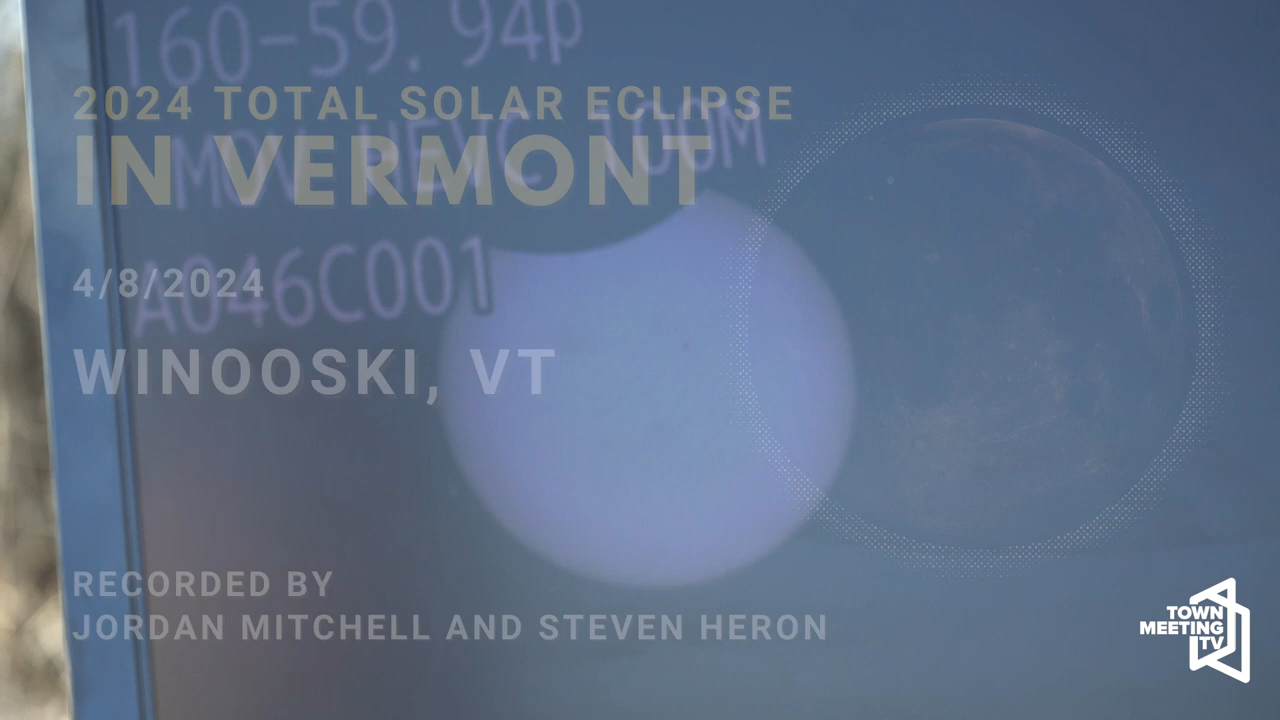 160-59. 94p
2024 TOTAL SOLAR ECLIPSE
100M
IN VERMONT
4/8/2024
A046C001
WINOOSKI, VT
RECORDED BY
JORDAN MITCHELL AND STEVEN HERON
TOWN
MEETING
TV